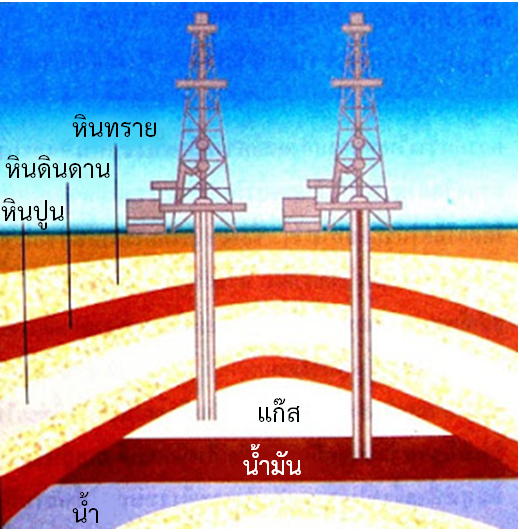 หินทราย
หินดินดาน
หินปูน
แก๊ส
น้ำมัน
น้ำ